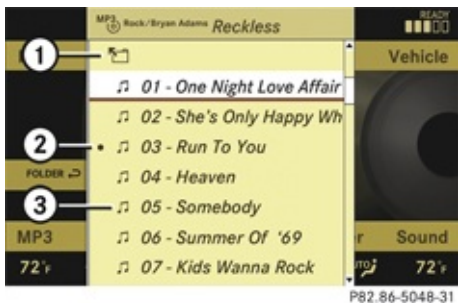 MP3 Rock/Bryan Adams Reckless
READY
1
Vehicle
01 - One Night Love Affair
02 - She's Only Happy Wh
2
03 - Run To You
FOLDER
04 - Heaven
3
05 - Somebody
MP3
06 - Summer Of '69
r
Sound
72°F
07 - Kids Wanna Rock
72°F
P82.86-5048-31